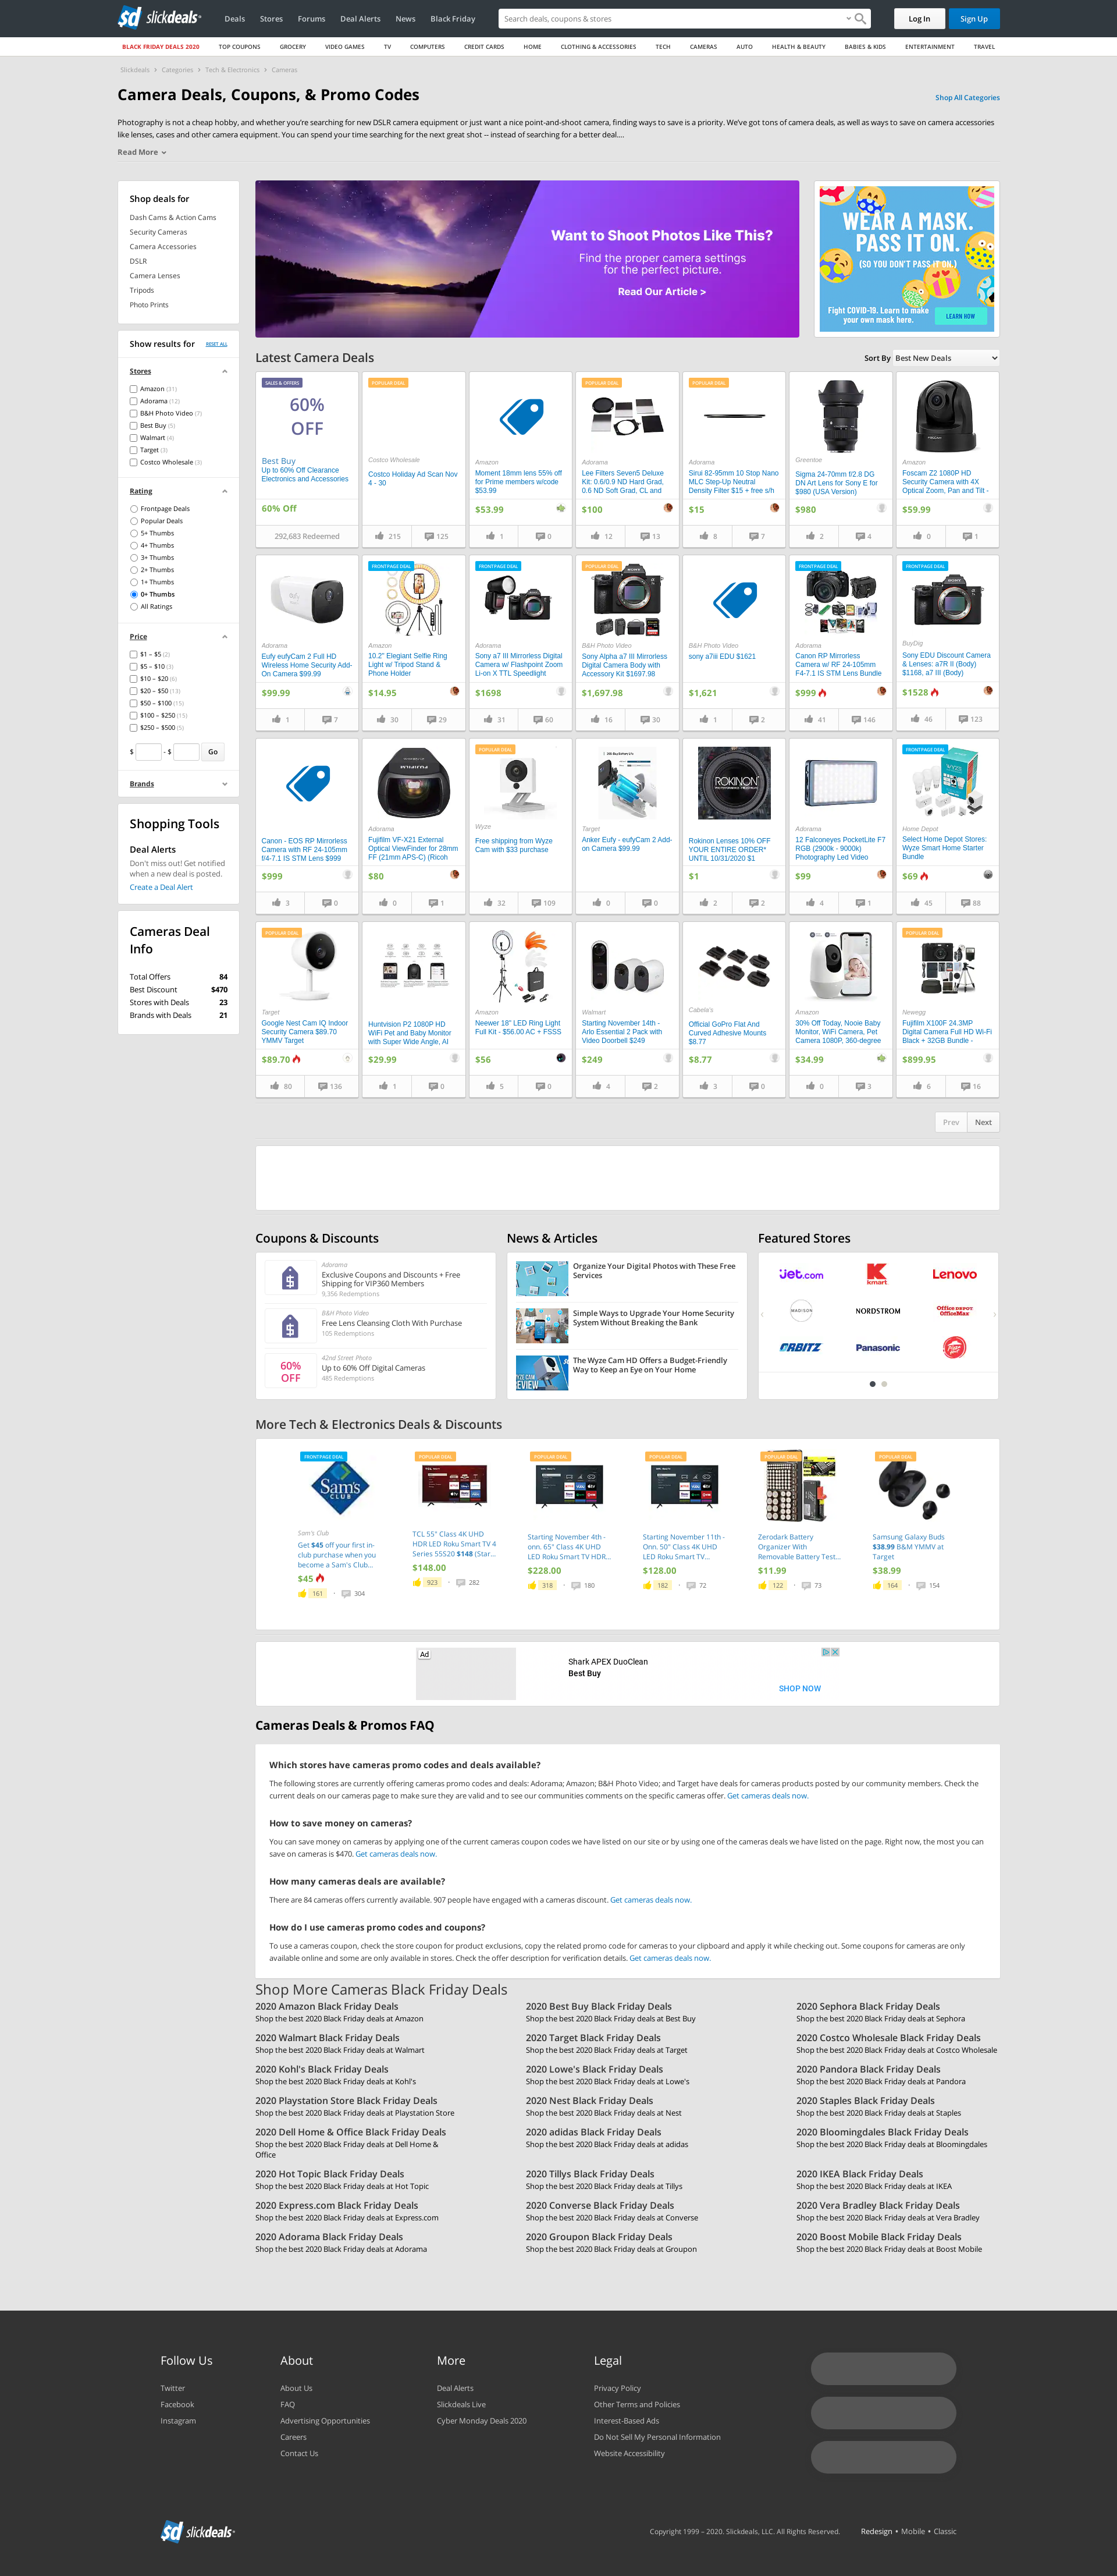 sd slickdeals
Deals Stores Forums Deal Alerts News Black Friday
Search deals, coupons & stores
Log In
Sign Up
BLACK FRIDAY DEALS 2020 TOP COUPONS GROCERY VIDEO GAMES TV COMPUTERS CREDIT CARDS HOME CLOTHING & ACCESSORIES TECH CAMERAS AUTO HEALTH & BEAUTY BABIES & KIDS ENTERTAINMENT TRAVEL
Slickdeals > Categories > Tech & Electronics > Cameras
Camera Deals, Coupons, & Promo Codes
Shop All Categories
Photography is not a cheap hobby, and whether you're searching for new DSLR camera equipment or just want a nice point-and-shoot camera, finding ways to save is a priority. We've got tons of camera deals, as well as ways to save on camera accessories
like lenses, cases and other camera equipment. You can spend your time searching for the next great shot -- instead of searching for a better deal....
Read More
Shop deals for
Dash Cams & Action Cams
Security Cameras
Camera Accessories
DSLR
Camera Lenses
Tripods
Photo Prints
Show results for
RESET ALL
Stores
Amazon (31)
Adorama (12)
B&H Photo Video (7)
Best Buy (5)
Walmart (4)
Target (3)
Costco Wholesale (3)
Rating
Frontpage Deals
Popular Deals
5+ Thumbs
4+ Thumbs
3+ Thumbs
2+ Thumbs
1+ Thumbs
0+ Thumbs
All Ratings
Price
$1 – $5 (2)
$5 – $10 (3)
$10 – $20 (6)
$20 – $50 (13)
$50 – $100 (15)
$100 – $250 (15)
$250 – $500 (5)
$ - $ Go
Brands
Shopping Tools
Deal Alerts
Don't miss out! Get notified
when a new deal is posted.
Create a Deal Alert
Cameras Deal
Info
Total Offers 84
Best Discount $470
Stores with Deals 23
Brands with Deals 21
Want to Shoot Photos Like This?
Find the proper camera settings
for the perfect picture.
Read Our Article >
WEAR A MASK.
PASS IT ON.
(SO YOU DON'T PASS IT ON.)
Fight COVID-19. Learn to make
your own mask here.
LEARN NOW
Latest Camera Deals
Sort By Best New Deals
SALES & OFFERS
60%
OFF
Best Buy
Up to 60% Off Clearance
Electronics and Accessories
60% Off
292,683 Redeemed
POPULAR DEAL
Costco Wholesale
Costco Holiday Ad Scan Nov
4 - 30
215 125
Amazon
Moment 18mm lens 55% off
for Prime members w/code
$53.99
$53.99
1 0
POPULAR DEAL
Adorama
Lee Filters Seven5 Deluxe
Kit: 0.6/0.9 ND Hard Grad,
0.6 ND Soft Grad, CL and
$100
12 13
POPULAR DEAL
Adorama
Sirui 82-95mm 10 Stop Nano
MLC Step-Up Neutral
Density Filter $15 + free s/h
$15
8 7
Greentoe
Sigma 24-70mm f/2.8 DG
DN Art Lens for Sony E for
$980 (USA Version)
$980
2 4
Amazon
Foscam Z2 1080P HD
Security Camera with 4X
Optical Zoom, Pan and Tilt -
$59.99
0 1
Adorama
Eufy eufyCam 2 Full HD
Wireless Home Security Add-
On Camera $99.99
$99.99
1 7
FRONTPAGE DEAL
Amazon
10.2" Elegiant Selfie Ring
Light w/ Tripod Stand &
Phone Holder
$14.95
30 29
FRONTPAGE DEAL
Adorama
Sony a7 III Mirrorless Digital
Camera w/ Flashpoint Zoom
Li-on X TTL Speedlight
$1698
31 60
POPULAR DEAL
SONY
B&H Photo Video
Sony Alpha a7 III Mirrorless
Digital Camera Body with
Accessory Kit $1697.98
$1,697.98
16 30
B&H Photo Video
sony a7iii EDU $1621
$1,621
1 2
FRONTPAGE DEAL
Adorama
Canon RP Mirrorless
Camera w/ RF 24-105mm
F4-7.1 IS STM Lens Bundle
$999
41 146
FRONTPAGE DEAL
SONY
BuyDig
Sony EDU Discount Camera
& Lenses: a7R II (Body)
$1168, a7 III (Body)
$1528
46 123
Canon - EOS RP Mirrorless
Camera with RF 24-105mm
f/4-7.1 IS STM Lens $999
$999
3 0
FUJIFILM
Adorama
Fujifilm VF-X21 External
Optical ViewFinder for 28mm
FF (21mm APS-C) (Ricoh
$80
0 1
POPULAR DEAL
Wyze
Free shipping from Wyze
Cam with $33 purchase
32 109
Target
Anker Eufy - eufyCam 2 Add-
on Camera $99.99
0 0
ROKINON
Rokinon Lenses 10% OFF
YOUR ENTIRE ORDER*
UNTIL 10/31/2020 $1
$1
2 2
Adorama
12 Falconeyes PocketLite F7
RGB (2900k - 9000k)
Photography Led Video
$99
4 1
FRONTPAGE DEAL
Home Depot
Select Home Depot Stores:
Wyze Smart Home Starter
Bundle
$69
45 88
POPULAR DEAL
Target
Google Nest Cam IQ Indoor
Security Camera $89.70
YMMV Target
$89.70
80 136
Huntvision P2 1080P HD
WiFi Pet and Baby Monitor
with Super Wide Angle, AI
$29.99
1 0
Amazon
Neewer 18" LED Ring Light
Full Kit - $56.00 AC + FSSS
$56
5 0
Walmart
Starting November 14th -
Arlo Essential 2 Pack with
Video Doorbell $249
$249
4 2
Cabela's
Official GoPro Flat And
Curved Adhesive Mounts
$8.77
$8.77
3 0
Amazon
30% Off Today, Nooie Baby
Monitor, WiFi Camera, Pet
Camera 1080P, 360-degree
$34.99
0 3
POPULAR DEAL
Newegg
Fujifilm X100F 24.3MP
Digital Camera Full HD Wi-Fi
Black + 32GB Bundle -
$899.95
6 16
Prev Next
Coupons & Discounts
Adorama
Exclusive Coupons and Discounts + Free
Shipping for VIP360 Members
9,356 Redemptions
B&H Photo Video
Free Lens Cleansing Cloth With Purchase
105 Redemptions
60%
OFF
42nd Street Photo
Up to 60% Off Digital Cameras
485 Redemptions
News & Articles
Organize Your Digital Photos with These Free
Services
Simple Ways to Upgrade Your Home Security
System Without Breaking the Bank
YZE CAM
REVIEW
The Wyze Cam HD Offers a Budget-Friendly
Way to Keep an Eye on Your Home
Featured Stores
jet.com
kmart
Lenovo
MADISON
NORDSTROM
Office DEPOT
OfficeMax
ORBITZ
Panasonic
Pizza Hut
More Tech & Electronics Deals & Discounts
FRONTPAGE DEAL
Sam's
CLUB
Sam's Club
Get $45 off your first in-
club purchase when you
become a Sam's Club...
$45
161 · 304
POPULAR DEAL
TCL 55" Class 4K UHD
HDR LED Roku Smart TV 4
Series 55S20 $148 (Star...
$148.00
923 · 282
POPULAR DEAL
Starting November 4th -
onn. 65" Class 4K UHD
LED Roku Smart TV HDR...
$228.00
318 · 180
POPULAR DEAL
Starting November 11th -
Onn. 50" Class 4K UHD
LED Roku Smart TV...
$128.00
182 · 72
POPULAR DEAL
Zerodark Battery
Organizer With
Removable Battery Test...
$11.99
122 · 73
POPULAR DEAL
Samsung Galaxy Buds
$38.99 B&M YMMV at
Target
$38.99
164 · 154
Ad
Shark APEX DuoClean
Best Buy
SHOP NOW
Cameras Deals & Promos FAQ
Which stores have cameras promo codes and deals available?
The following stores are currently offering cameras promo codes and deals: Adorama; Amazon; B&H Photo Video; and Target have deals for cameras products posted by our community members. Check the
current deals on our cameras page to make sure they are valid and to see our communities comments on the specific cameras offer. Get cameras deals now.
How to save money on cameras?
You can save money on cameras by applying one of the current cameras coupon codes we have listed on our site or by using one of the cameras deals we have listed on the page. Right now, the most you can
save on cameras is $470. Get cameras deals now.
How many cameras deals are available?
There are 84 cameras offers currently available. 907 people have engaged with a cameras discount. Get cameras deals now.
How do I use cameras promo codes and coupons?
To use a cameras coupon, check the store coupon for product exclusions, copy the related promo code for cameras to your clipboard and apply it while checking out. Some coupons for cameras are only
available online and some are only available in stores. Check the offer description for verification details. Get cameras deals now.
Shop More Cameras Black Friday Deals
2020 Amazon Black Friday Deals
Shop the best 2020 Black Friday deals at Amazon
2020 Best Buy Black Friday Deals
Shop the best 2020 Black Friday deals at Best Buy
2020 Sephora Black Friday Deals
Shop the best 2020 Black Friday deals at Sephora
2020 Walmart Black Friday Deals
Shop the best 2020 Black Friday deals at Walmart
2020 Target Black Friday Deals
Shop the best 2020 Black Friday deals at Target
2020 Costco Wholesale Black Friday Deals
Shop the best 2020 Black Friday deals at Costco Wholesale
2020 Kohl's Black Friday Deals
Shop the best 2020 Black Friday deals at Kohl's
2020 Lowe's Black Friday Deals
Shop the best 2020 Black Friday deals at Lowe's
2020 Pandora Black Friday Deals
Shop the best 2020 Black Friday deals at Pandora
2020 Playstation Store Black Friday Deals
Shop the best 2020 Black Friday deals at Playstation Store
2020 Nest Black Friday Deals
Shop the best 2020 Black Friday deals at Nest
2020 Staples Black Friday Deals
Shop the best 2020 Black Friday deals at Staples
2020 Dell Home & Office Black Friday Deals
Shop the best 2020 Black Friday deals at Dell Home &
Office
2020 adidas Black Friday Deals
Shop the best 2020 Black Friday deals at adidas
2020 Bloomingdales Black Friday Deals
Shop the best 2020 Black Friday deals at Bloomingdales
2020 Hot Topic Black Friday Deals
Shop the best 2020 Black Friday deals at Hot Topic
2020 Tillys Black Friday Deals
Shop the best 2020 Black Friday deals at Tillys
2020 IKEA Black Friday Deals
Shop the best 2020 Black Friday deals at IKEA
2020 Express.com Black Friday Deals
Shop the best 2020 Black Friday deals at Express.com
2020 Converse Black Friday Deals
Shop the best 2020 Black Friday deals at Converse
2020 Vera Bradley Black Friday Deals
Shop the best 2020 Black Friday deals at Vera Bradley
2020 Adorama Black Friday Deals
Shop the best 2020 Black Friday deals at Adorama
2020 Groupon Black Friday Deals
Shop the best 2020 Black Friday deals at Groupon
2020 Boost Mobile Black Friday Deals
Shop the best 2020 Black Friday deals at Boost Mobile
Follow Us
Twitter
Facebook
Instagram
About
About Us
FAQ
Advertising Opportunities
Careers
Contact Us
More
Deal Alerts
Slickdeals Live
Cyber Monday Deals 2020
Legal
Privacy Policy
Other Terms and Policies
Interest-Based Ads
Do Not Sell My Personal Information
Website Accessibility
sd slickdeals
Copyright 1999 – 2020. Slickdeals, LLC. All Rights Reserved.
Redesign • Mobile • Classic